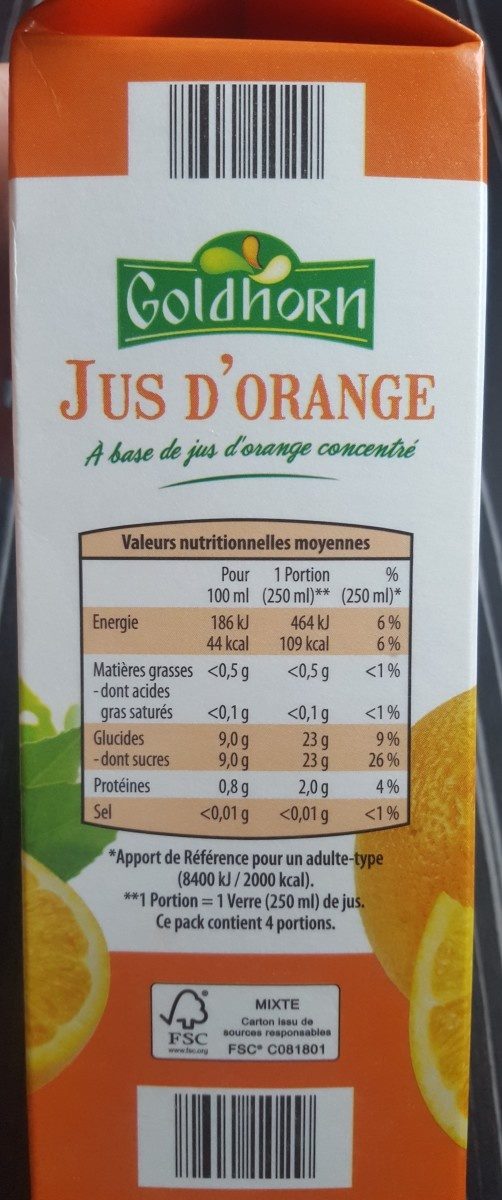 Goldhorn
JUS D'ORANGE
À base de jus d'orange concentré
Valeurs nutritionnelles moyennes
Pour 1 Portion %
100 ml (250 ml)** (250 ml)*
Energie 186 kJ 464 kJ 6 %
44 kcal 109 kcal 6 %
Matières grasses <0,5 g <0,5 g <1 %
- dont acides
gras saturés <0,1 g <0,1 g <1 %
Glucides 9,0 g 23 g 9 %
- dont sucres 9,0 g 23 g 26 %
Protéines 0,8 g 2,0 g 4 %
Sel <0,01 g <0,01 g <1 %
*Apport de Référence pour un adulte-type
(8400 kJ / 2000 kcal).
**1 Portion = 1 Verre (250 ml) de jus.
Ce pack contient 4 portions.
FSC
www.fsc.org
MIXTE
Carton issu de
sources responsables
FSC® C081801